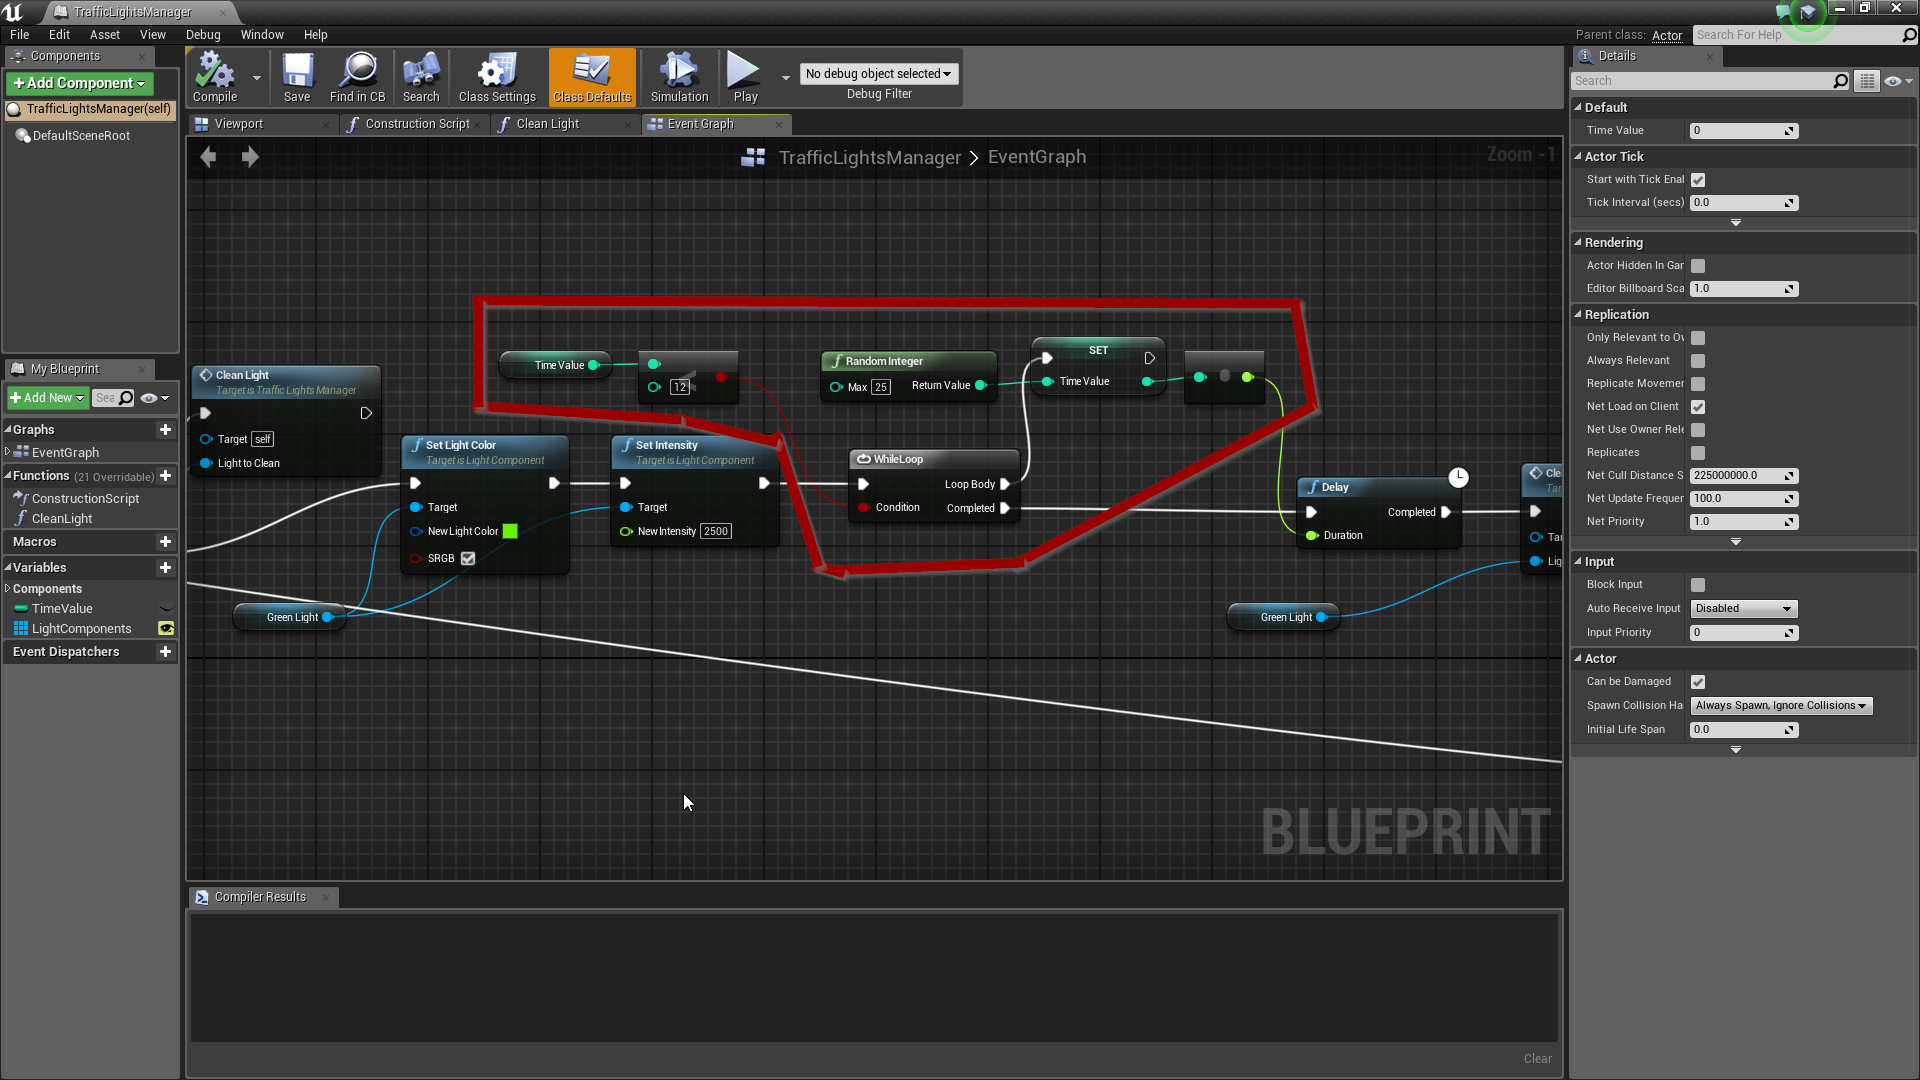 TrafficLightsManager
File Edit Asset View Debug Window Help
Parent class: Actor
Search For Help
Components
+Add Component
TrafficLightsManager(self)
DefaultSceneRoot
Compile
Save
Find in CB
Search
Class Settings
Class Defaults
Simulation
Play
No debug object selected
Debug Filter
Viewport
Construction Script
Clean Light
Event Graph
TrafficLightsManager > EventGraph
Zoom -1
My Blueprint
+Add New
Sea
Graphs
EventGraph
Functions (21 Overridable)
ConstructionScript
CleanLight
Macros
Variables
Components
TimeValue
LightComponents
Event Dispatchers
Clean Light
Target is Traffic Lights Manager
Target self
Light to Clean
Set Light Color
Target is Light Component
Target
New Light Color
SRGB
Green Light
Set Intensity
Target is Light Component
Target
New Intensity 2500
Time Value
<
12
Random Integer
Max 25
Return Value
SET
Time Value
WhileLoop
Loop Body
Condition
Completed
Delay
Completed
Duration
Green Light
Cle
Tar
Tar
Lig
BLUEPRINT
Compiler Results
Clear
Details
Search
Default
Time Value 0
Actor Tick
Start with Tick Enal
Tick Interval (secs) 0.0
Rendering
Actor Hidden In Gar
Editor Billboard Sca 1.0
Replication
Only Relevant to Ov
Always Relevant
Replicate Movemer
Net Load on Client
Net Use Owner Rele
Replicates
Net Cull Distance S 225000000.0
Net Update Frequer 100.0
Net Priority 1.0
Input
Block Input
Auto Receive Input Disabled
Input Priority 0
Actor
Can be Damaged
Spawn Collision Ha Always Spawn, Ignore Collisions
Initial Life Span 0.0